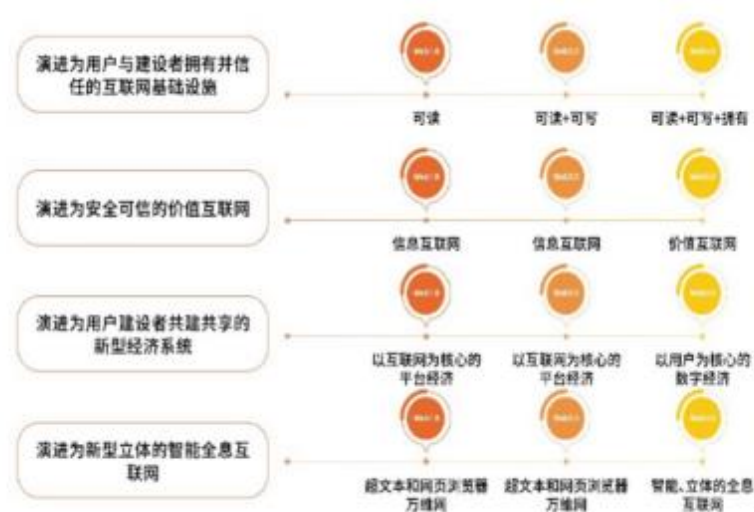 演进为用户与建设者拥有并信
任的互联网基础设施
可读
可读+可写
可读+可写+拥有
演进为安全可信的价值互联网
信息互联网
信息互联网
价值互联网
演进为用户建设者共建共享的
新型经济系统
以互联网为核心的
平台经济
以互联网为核心的
平台经济
以用户为核心的
数字经济
演进为新型立体的智能全息互
联网
超文本和网页浏览器
万维网
超文本和网页浏览器
万维网
智能、立体的全息
互联网